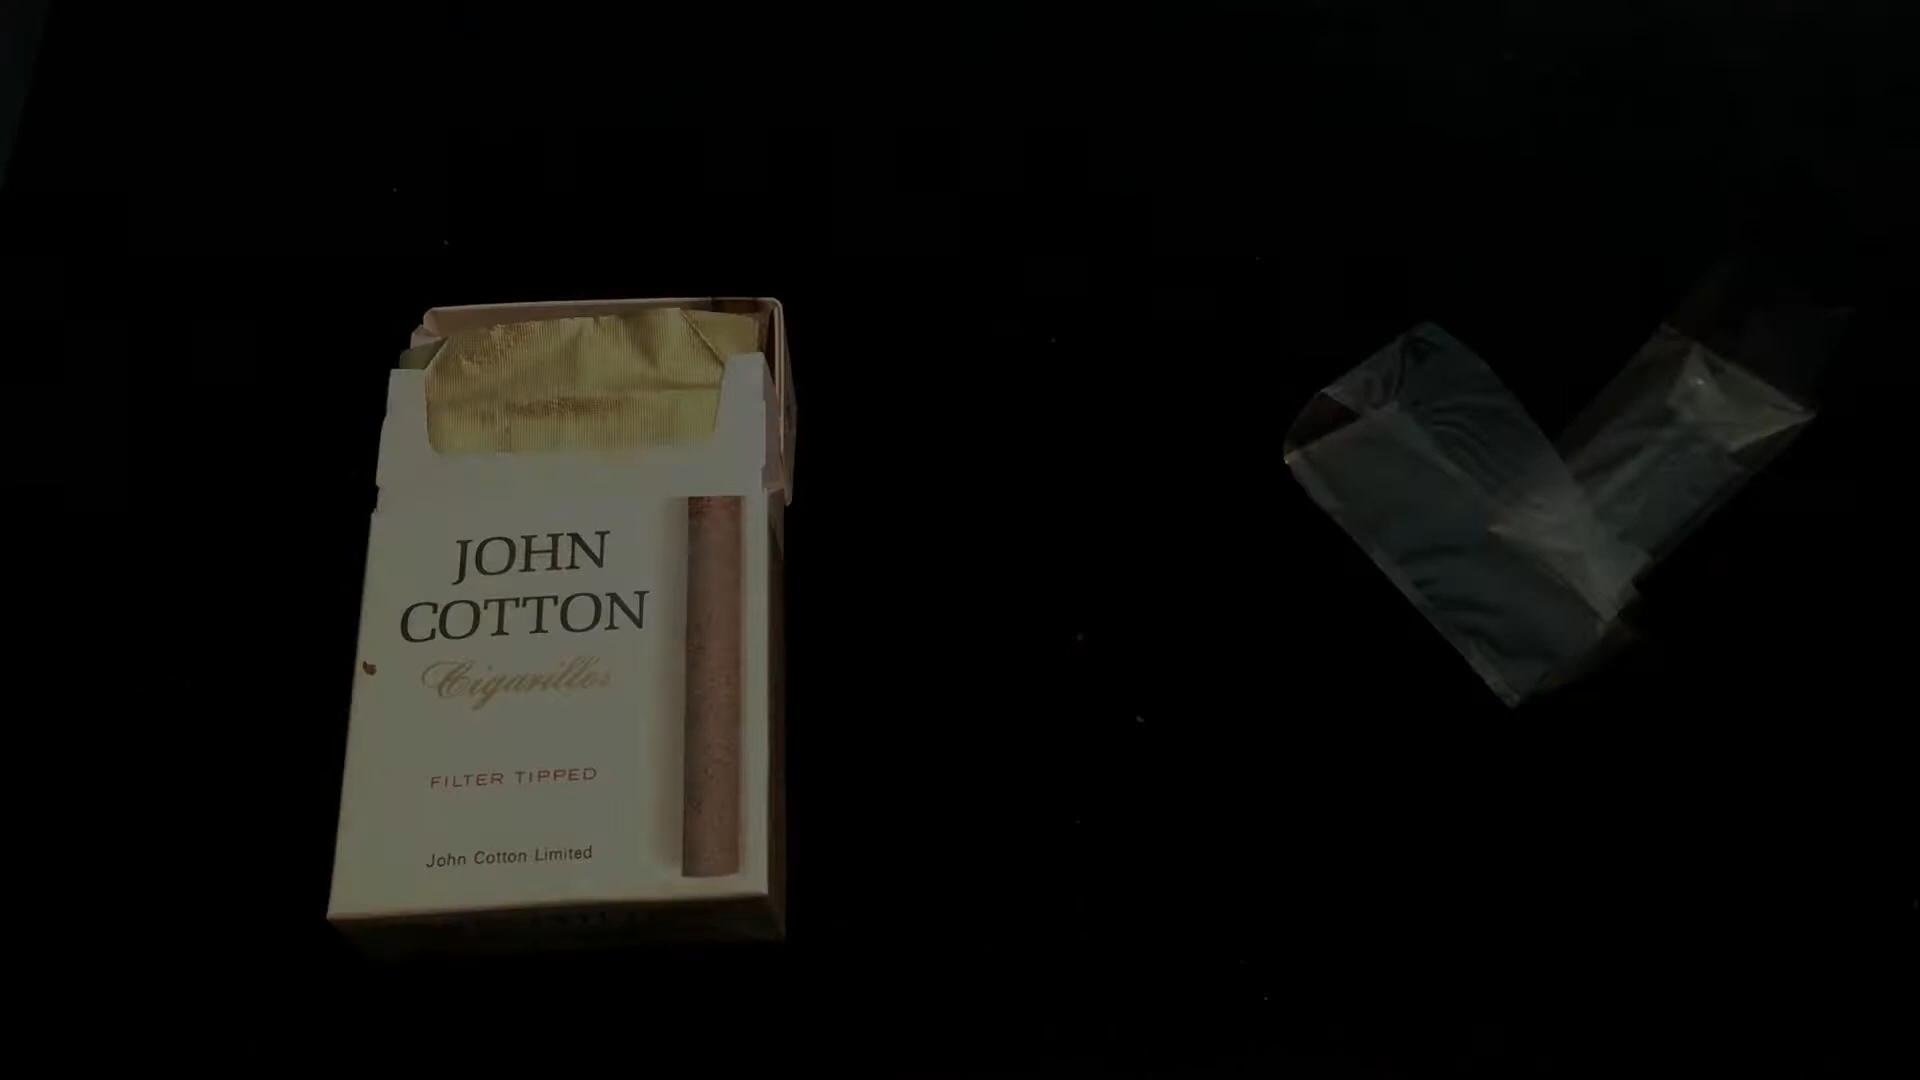 JOHN
COTTON
Cigarillos
FILTER TIPPED
John Cotton Limited